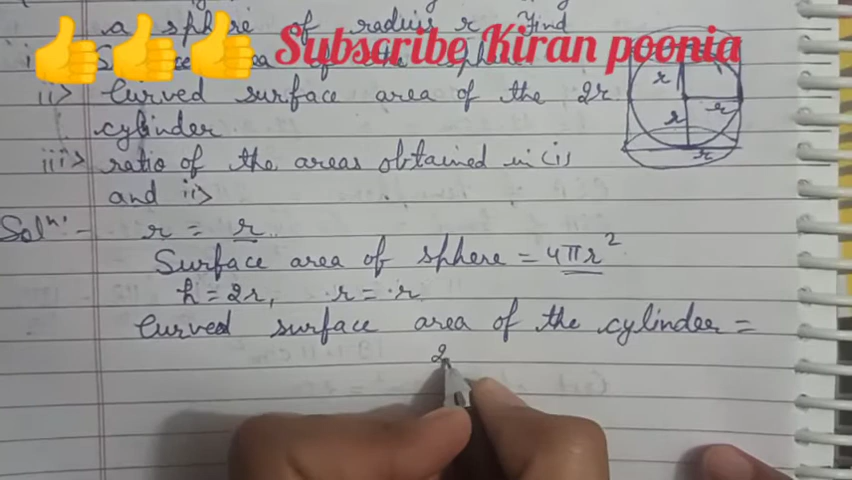 a sphere of radius r. Find
Subscribe Kiran poonia
ii> Curved surface area of the 2r
cylinder
iii> ratio of the areas obtained in (i)
and ii>
Solⁿ:- r = r.
Surface area of sphere = 4πr²
h = 2r, r = r
Curved surface area of the cylinder =
2
r
r
r
r